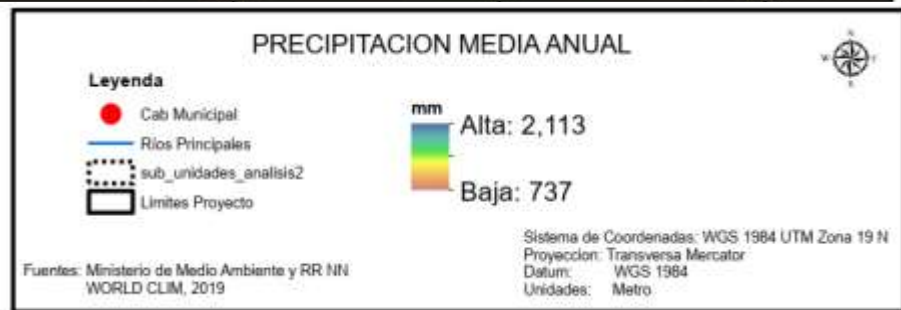 PRECIPITACION MEDIA ANUAL
Leyenda
Cab Municipal
Rios Principales
sub_unidades_analisis2
Limites Proyecto
mm
Alta: 2,113
Baja: 737
Sistema de Coordenadas: WGS 1984 UTM Zona 19 N
Proyeccion: Transversa Mercator
Datum: WGS 1984
Unidades: Metro
Fuentes: Ministerio de Medio Ambiente y RR NN
WORLD CLIM, 2019